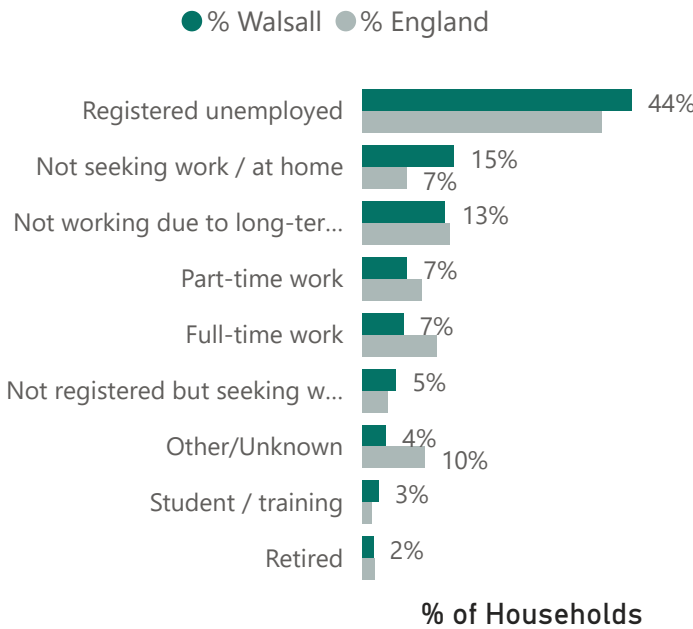 % Walsall % England
Registered unemployed 44%
Not seeking work / at home 15%
7%
Not working due to long-ter... 13%
Part-time work 7%
Full-time work 7%
Not registered but seeking w... 5%
Other/Unknown 4%
10%
Student / training 3%
Retired 2%
% of Households